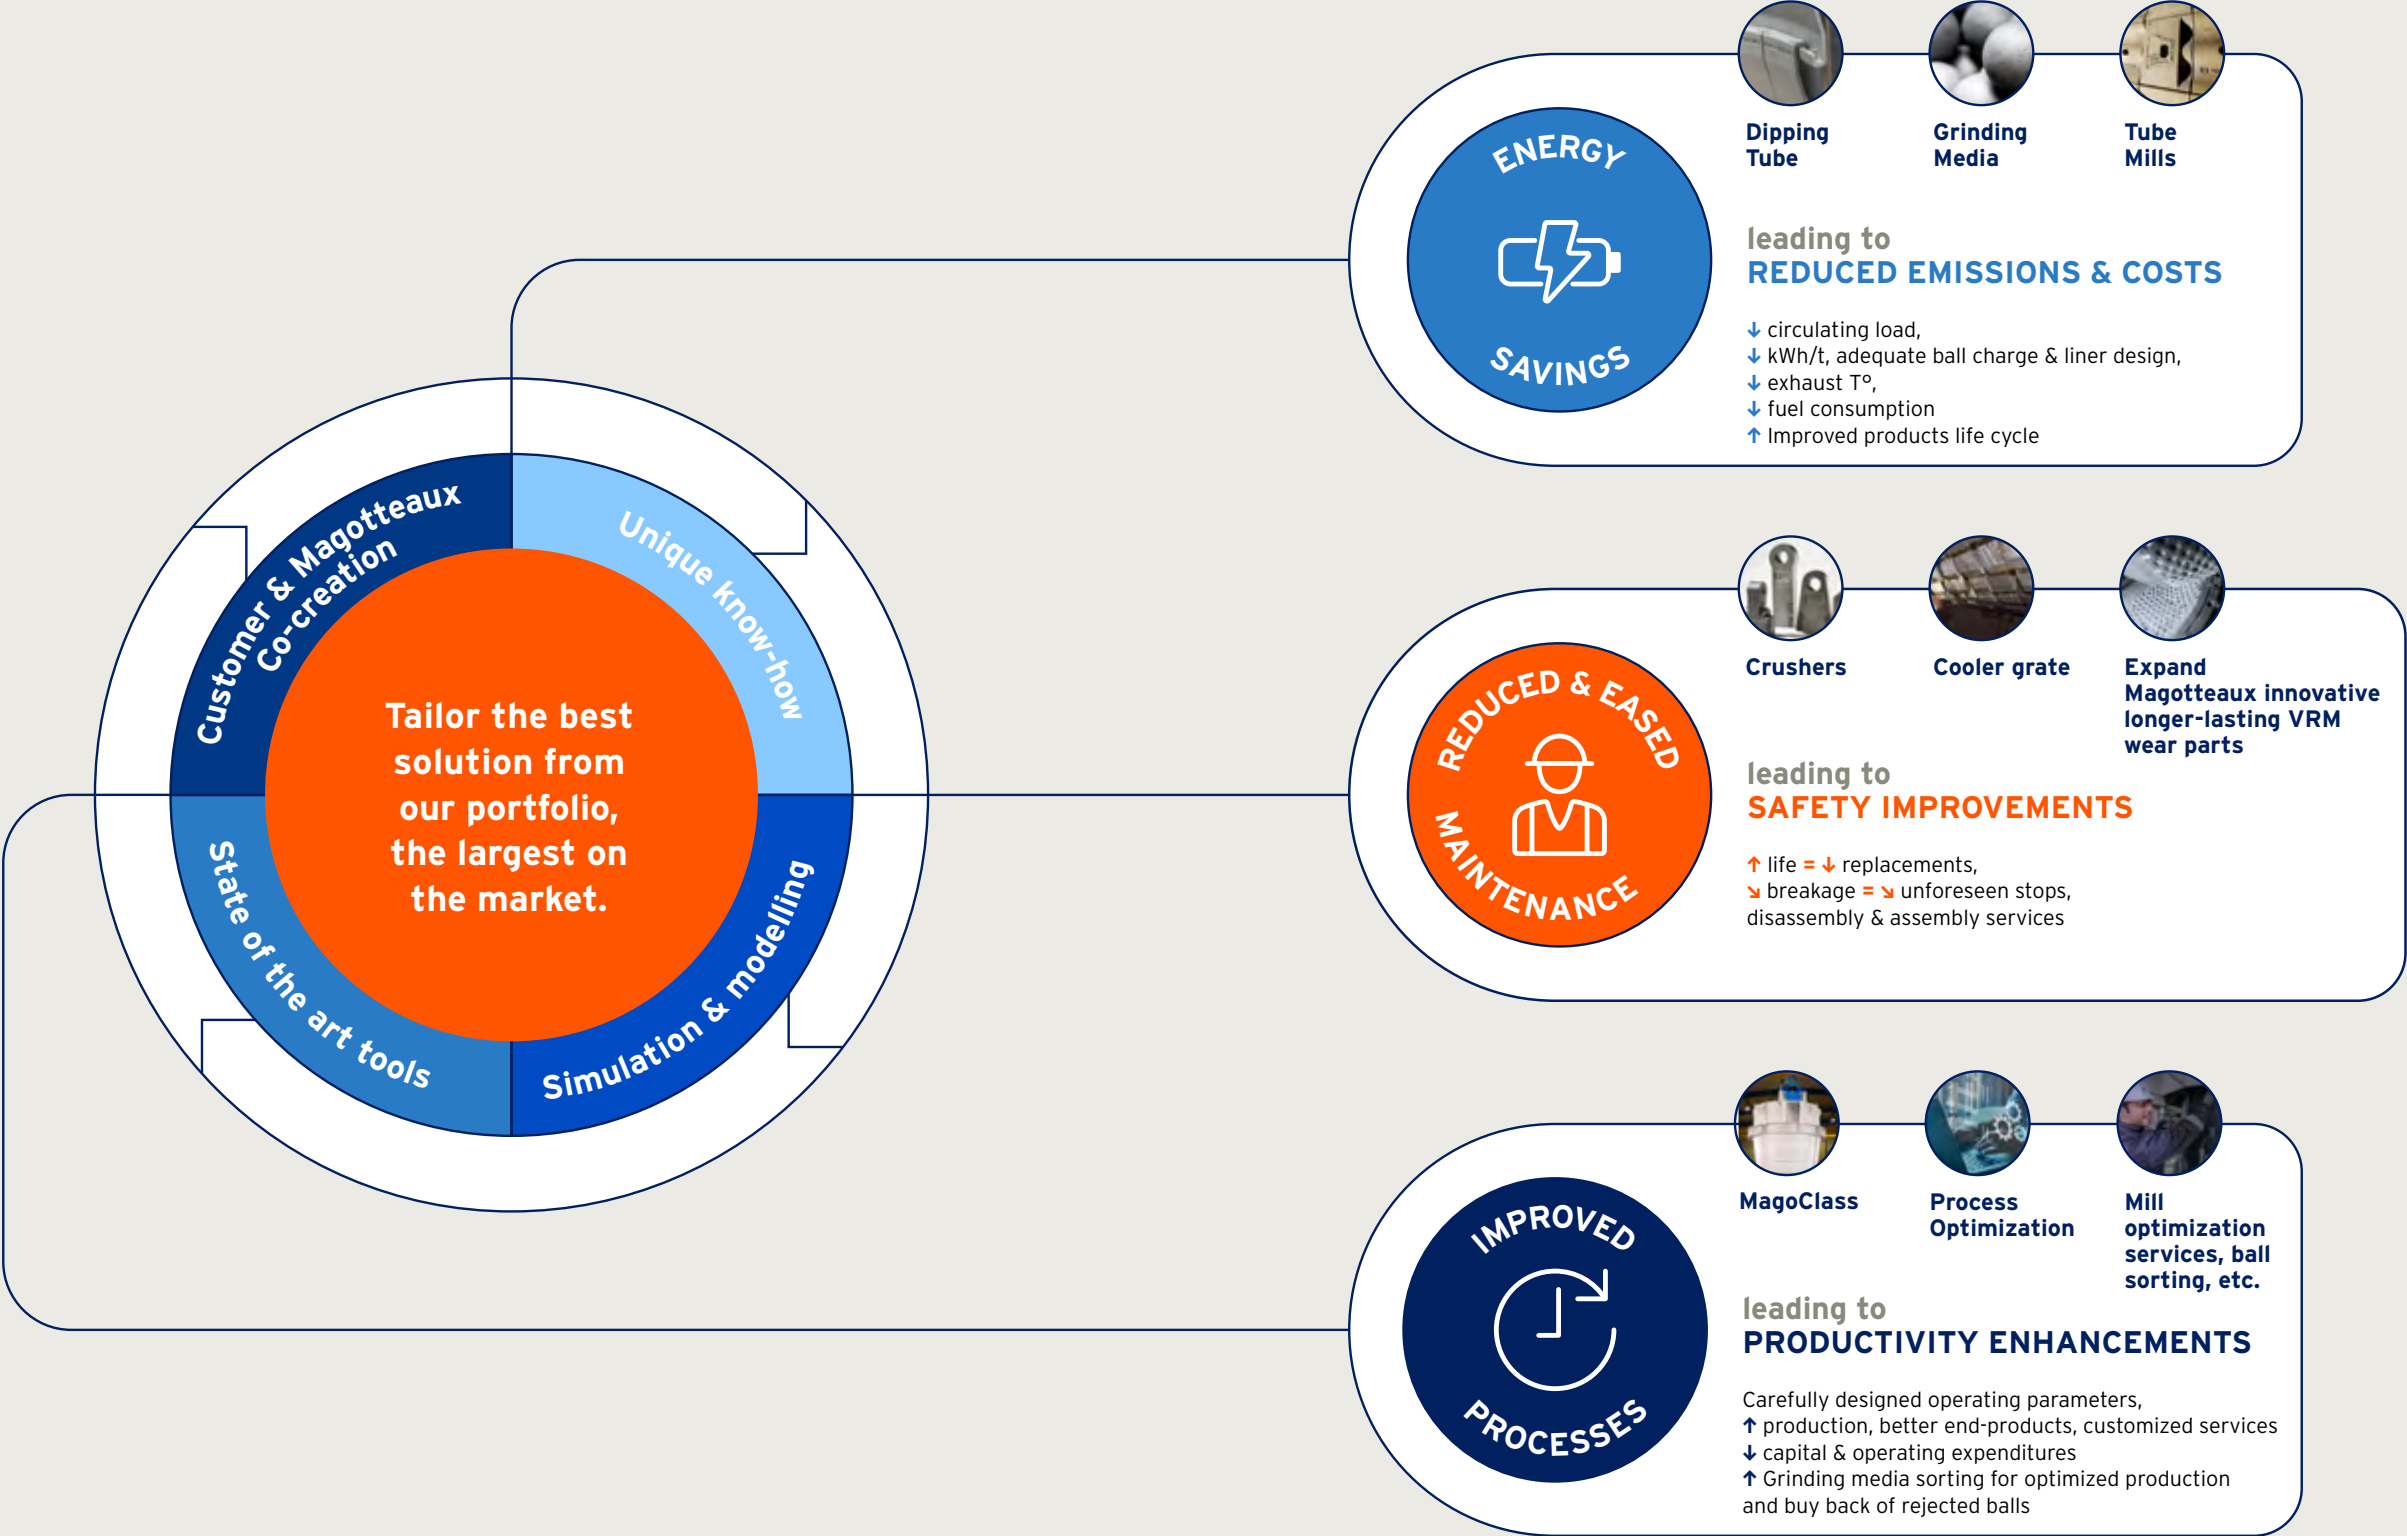 Customer & Magotteaux
Co-creation
Unique know-how
State of the art tools
Simulation & modelling
Tailor the best
solution from
our portfolio,
the largest on
the market.
ENERGY
SAVINGS
Dipping
Tube
Grinding
Media
Tube
Mills
leading to
REDUCED EMISSIONS & COSTS
↓ circulating load,
↓ kWh/t, adequate ball charge & liner design,
↓ exhaust T°,
↓ fuel consumption
↑ Improved products life cycle
REDUCED & EASED
MAINTENANCE
Crushers
Cooler grate
Expand
Magotteaux innovative
longer-lasting VRM
wear parts
leading to
SAFETY IMPROVEMENTS
↑ life = ↓ replacements,
↘ breakage = ↘ unforeseen stops,
disassembly & assembly services
IMPROVED
PROCESSES
MagoClass
Process
Optimization
Mill
optimization
services, ball
sorting, etc.
leading to
PRODUCTIVITY ENHANCEMENTS
Carefully designed operating parameters,
↑ production, better end-products, customized services
↓ capital & operating expenditures
↑ Grinding media sorting for optimized production
and buy back of rejected balls